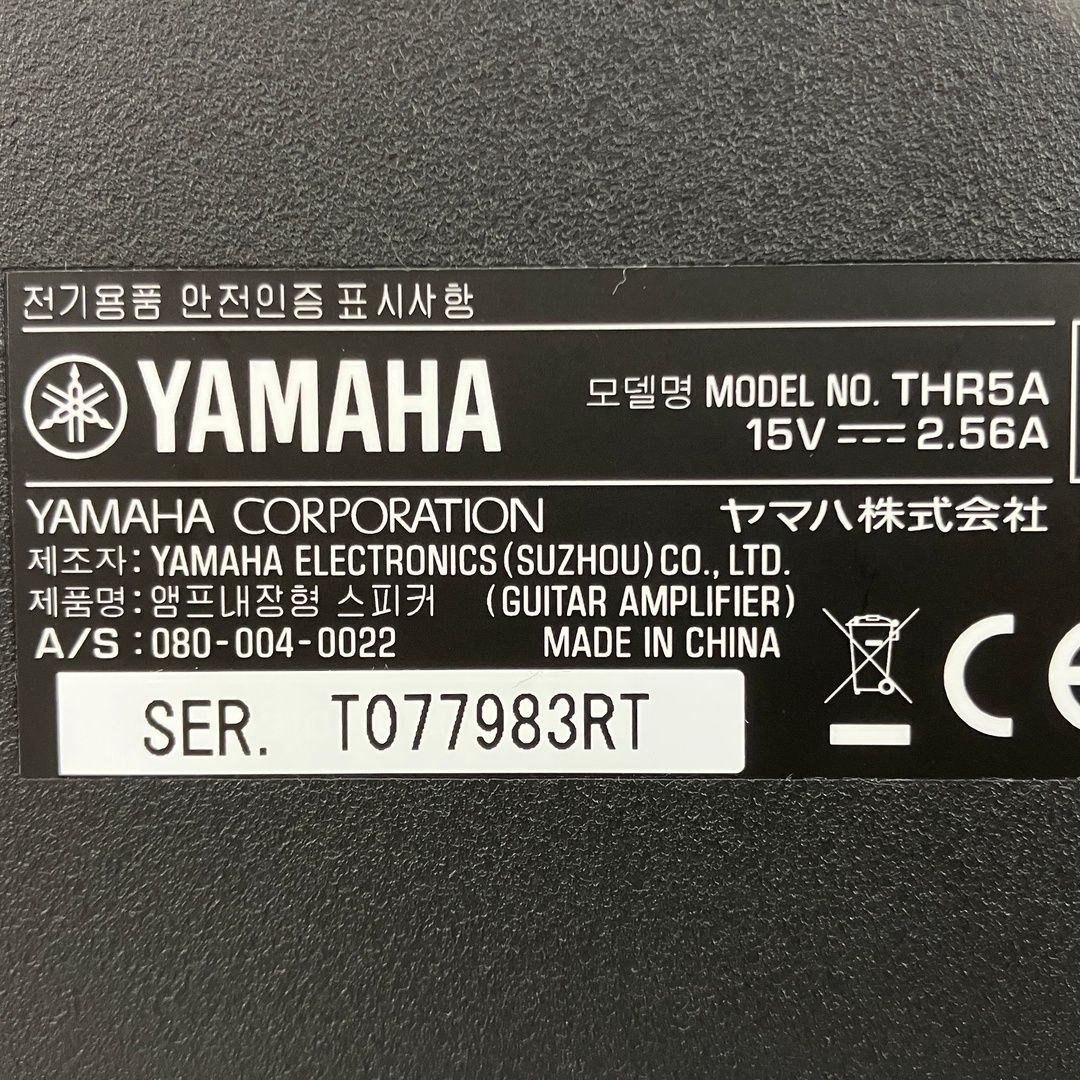 전기용품 안전인증 표시사항
YAMAHA
모델명 MODEL NO. THR5A
15V ⎓ 2.56A
YAMAHA CORPORATION ヤマハ株式会社
제조자: YAMAHA ELECTRONICS (SUZHOU) CO., LTD.
제품명: 앰프내장형 스피커 (GUITAR AMPLIFIER)
A/S : 080-004-0022 MADE IN CHINA
CE
SER. T077983RT